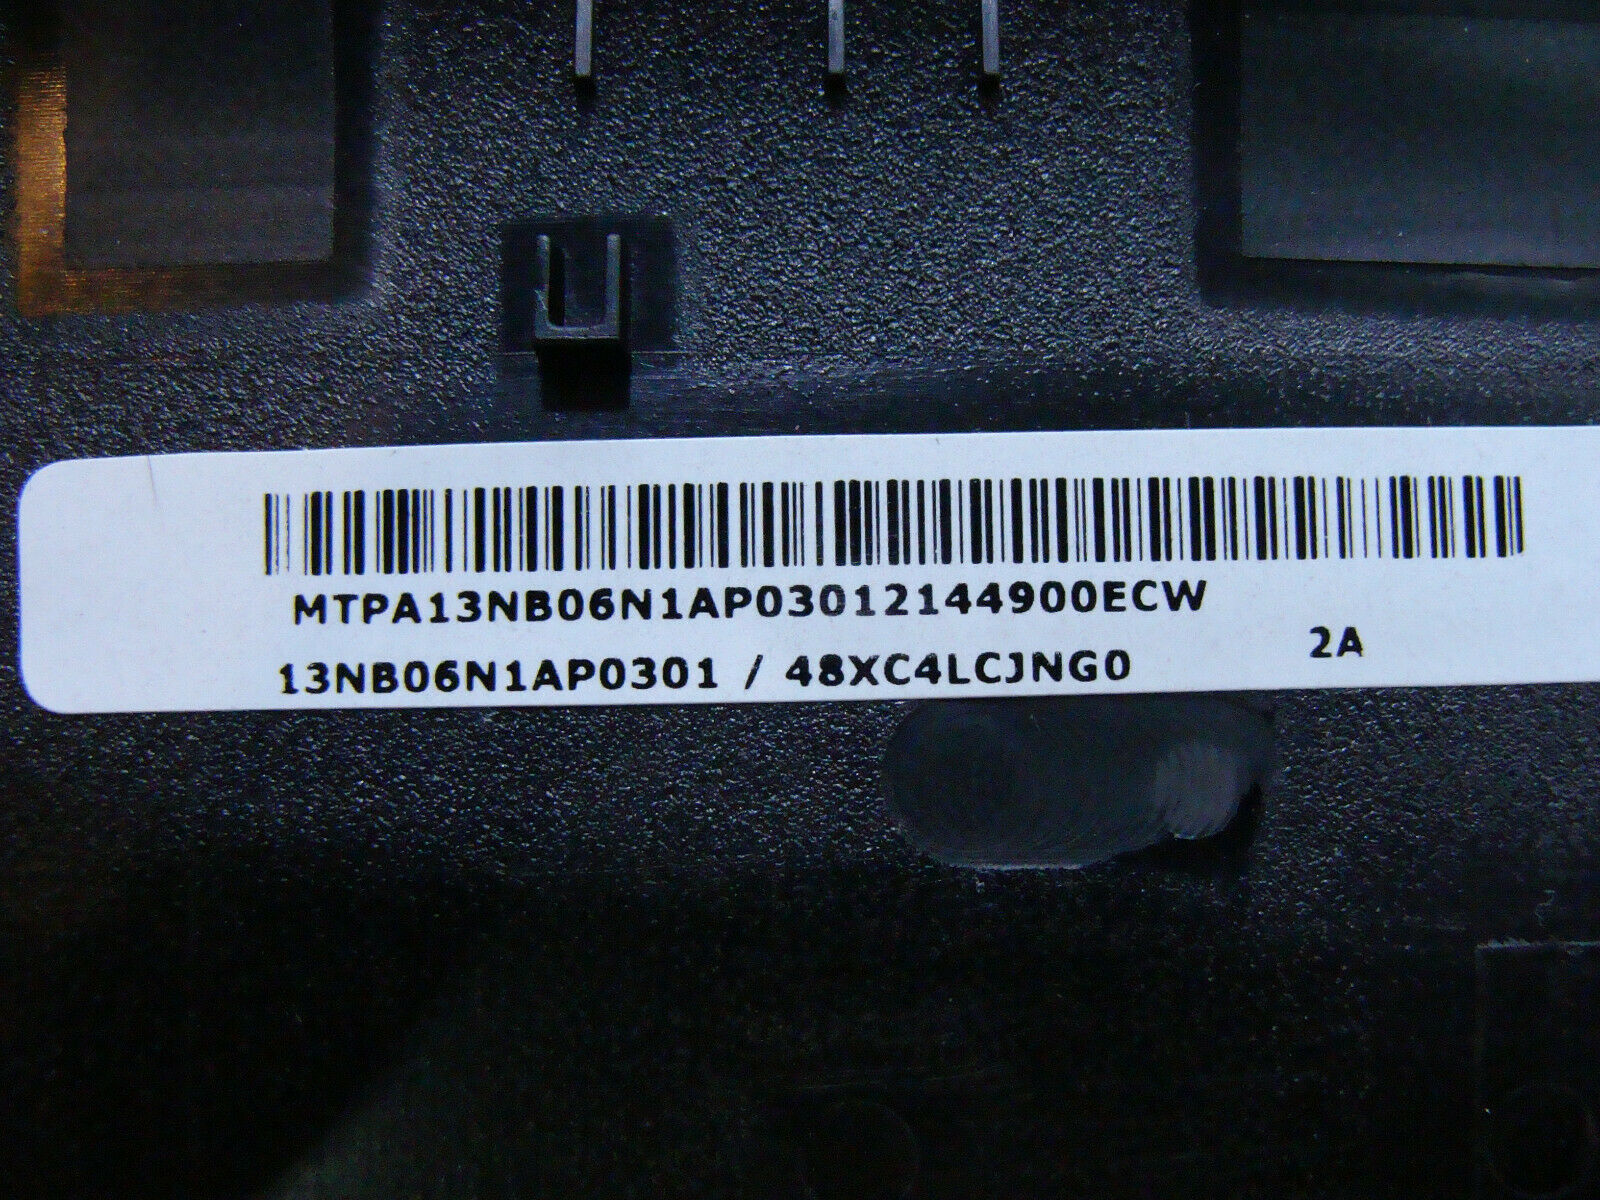 MTPA13NB06N1AP03012144900ECW
13NB06N1AP0301 / 48XC4LCJNG0
2A